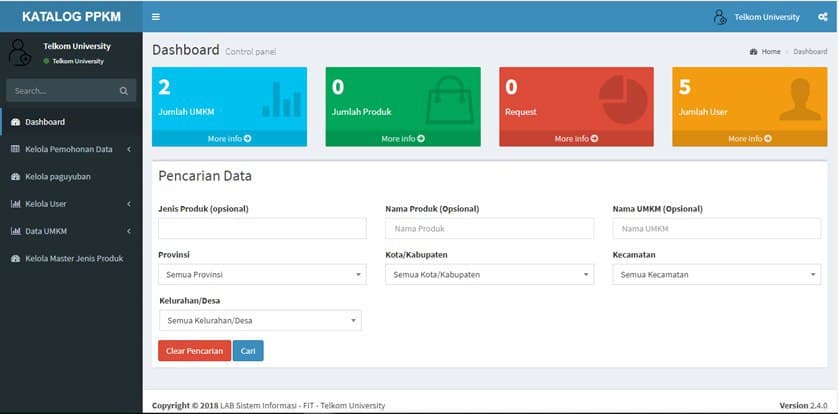 KATALOG PPKM
Telkom University
Telkom University
Telkom University
Search...
Dashboard
Kelola Pemohonan Data
Kelola paguyuban
Kelola User
Data UMKM
Kelola Master Jenis Produk
Dashboard Control panel
Home > Dashboard
2
Jumlah UMKM
More info
0
Jumlah Produk
More info
0
Request
More info
5
Jumlah User
More info
Pencarian Data
Jenis Produk (opsional)
Nama Produk (Opsional)
Nama Produk
Nama UMKM (Opsional)
Nama UMKM
Provinsi
Semua Provinsi
Kota/Kabupaten
Semua Kota/Kabupaten
Kecamatan
Semua Kecamatan
Kelurahan/Desa
Semua Kelurahan/Desa
Clear Pencarian
Cari
Copyright © 2018 LAB Sistem Informasi - FIT - Telkom University
Version 2.4.0